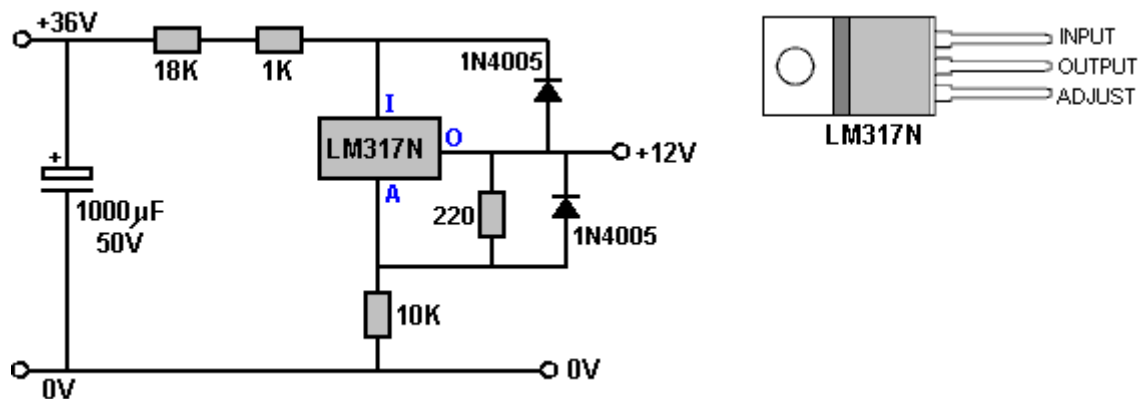 +36V
18K
1K
1N4005
I
LM317N
O
+12V
A
+
1000µF
50V
220
1N4005
10K
0V
0V
INPUT
OUTPUT
ADJUST
LM317N